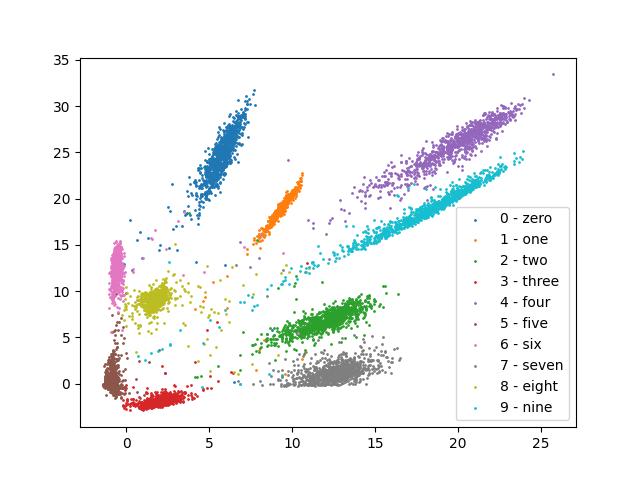 35
30
25
20
15
10
5
0
0 5 10 15 20 25
0 - zero
1 - one
2 - two
3 - three
4 - four
5 - five
6 - six
7 - seven
8 - eight
9 - nine